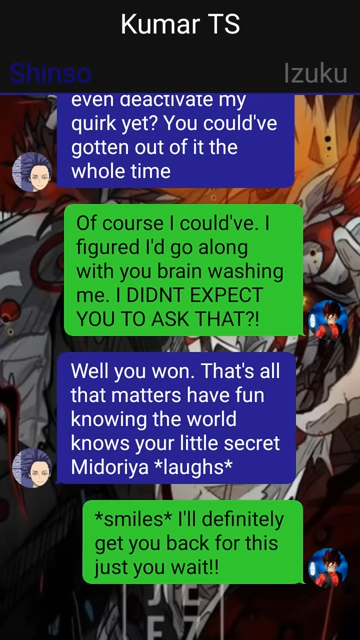 Kumar TS
Shinso
Izuku
even deactivate my
quirk yet? You could've
gotten out of it the
whole time
Of course I could've. I
figured I'd go along
with you brain washing
me. I DIDNT EXPECT
YOU TO ASK THAT?!
Well you won. That's all
that matters have fun
knowing the world
knows your little secret
Midoriya *laughs*
*smiles* I'll definitely
get you back for this
just you wait!!